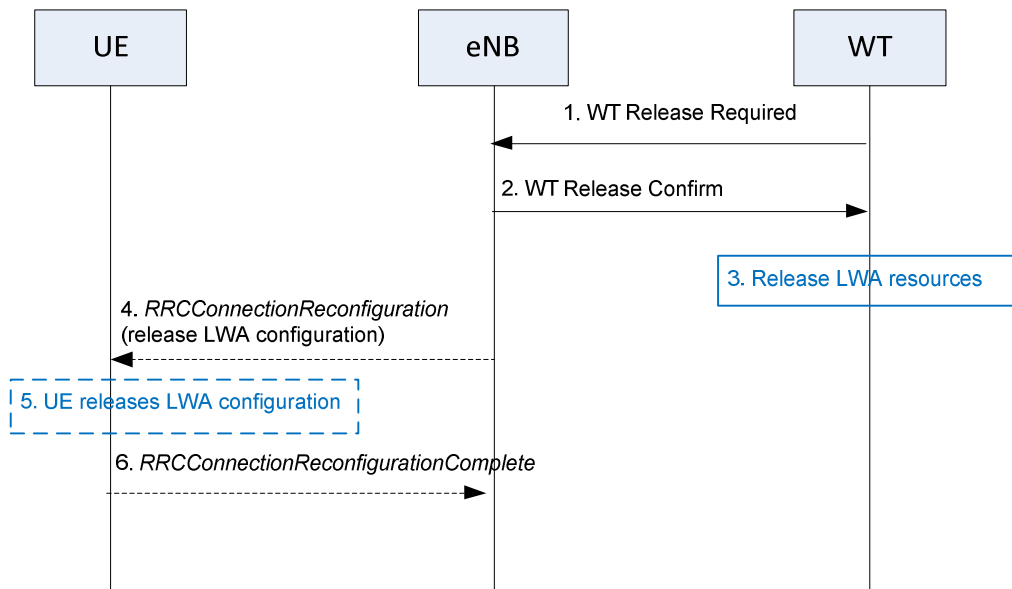 UE
eNB
WT
1. WT Release Required
2. WT Release Confirm
3. Release LWA resources
4. RRCConnectionReconfiguration
(release LWA configuration)
5. UE releases LWA configuration
6. RRCConnectionReconfigurationComplete